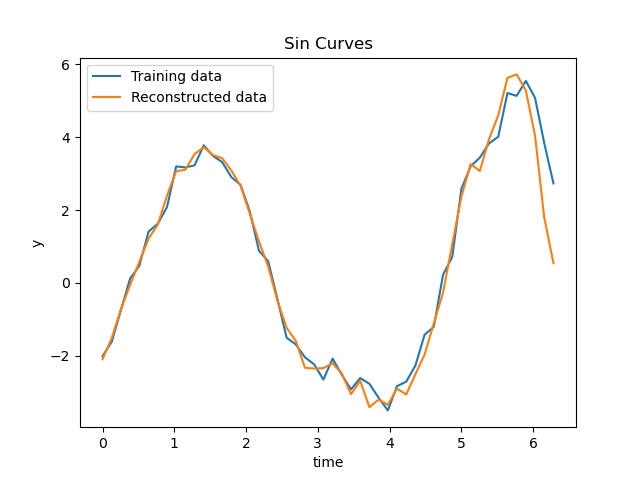 Sin Curves
Training data
Reconstructed data
6
4
2
0
−2
y
0 1 2 3 4 5 6
time